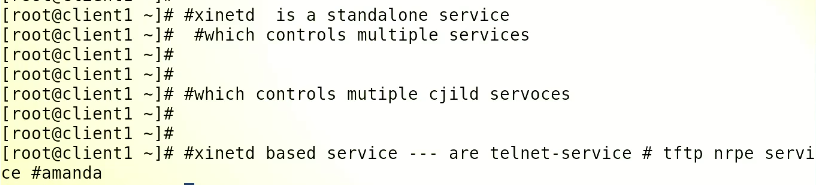 [root@client1 ~]# #xinetd  is a standalone service
[root@client1 ~]#  #which controls multiple services
[root@client1 ~]#
[root@client1 ~]#
[root@client1 ~]# #which controls mutiple cjild servoces
[root@client1 ~]#
[root@client1 ~]#
[root@client1 ~]# #xinetd based service --- are telnet-service # tftp nrpe servi
ce #amanda